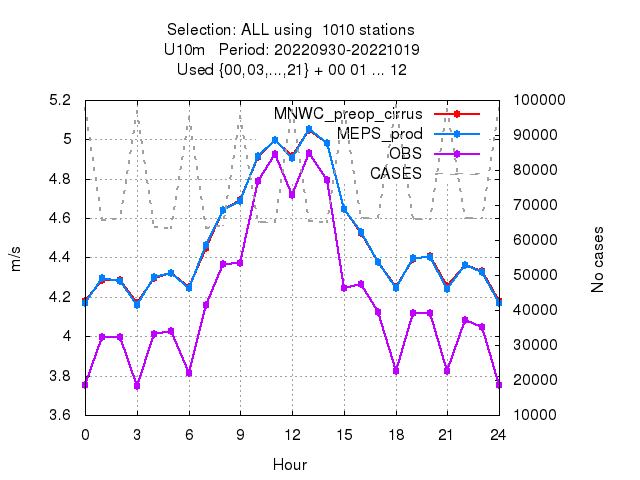 Selection: ALL using  1010 stations
U10m   Period: 20220930-20221019
Used {00,03,...,21} + 00 01 ... 12
5.2
5
4.8
4.6
4.4
4.2
4
3.8
3.6
m/s
MNWC_preop_cirrus
MEPS_prod
OBS
CASES
100000
90000
80000
70000
60000
50000
40000
30000
20000
10000
No cases
0 3 6 9 12 15 18 21 24
Hour